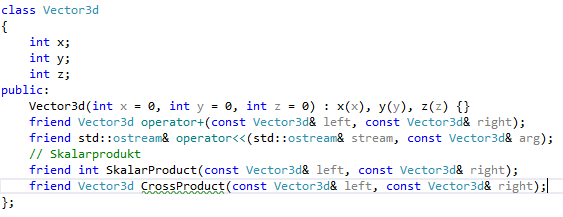 class Vector3d
{
    int x;
    int y;
    int z;
public:
    Vector3d(int x = 0, int y = 0, int z = 0) : x(x), y(y), z(z) {}
    friend Vector3d operator+(const Vector3d& left, const Vector3d& right);
    friend std::ostream& operator<<(std::ostream& stream, const Vector3d& arg);
    // Skalarprodukt
    friend int SkalarProduct(const Vector3d& left, const Vector3d& right);
    friend Vector3d CrossProduct(const Vector3d& left, const Vector3d& right);
};